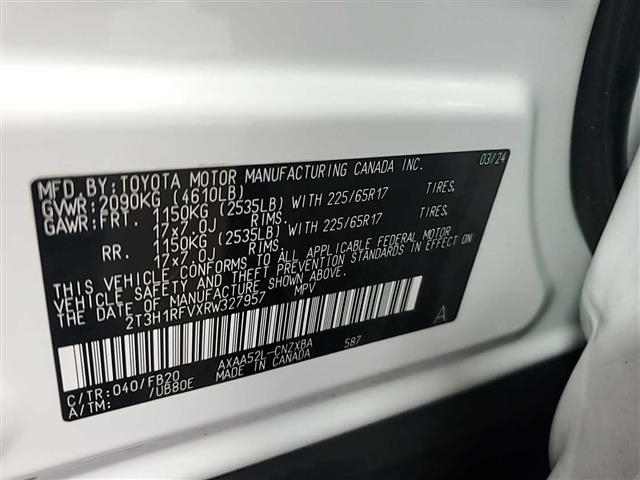 MFD.BY:TOYOTA MOTOR MANUFACTURING CANADA INC. 03/24
GVWR:2090KG (4610LB)
GAWR:FRT. 1150KG (2535LB) WITH 225/65R17 TIRES,
17x7.0J RIMS.
RR. 1150KG (2535LB) WITH 225/65R17 TIRES,
17x7.0J RIMS.
THIS VEHICLE CONFORMS TO ALL APPLICABLE FEDERAL MOTOR
VEHICLE SAFETY AND THEFT PREVENTION STANDARDS IN EFFECT ON
THE DATE OF MANUFACTURE SHOWN ABOVE.
2T3H1RFVXRW327957 MPV
A
C/TR:040/FB20 AXAA52L-CNZXBA 587
A/TM: /UB80E MADE IN CANADA